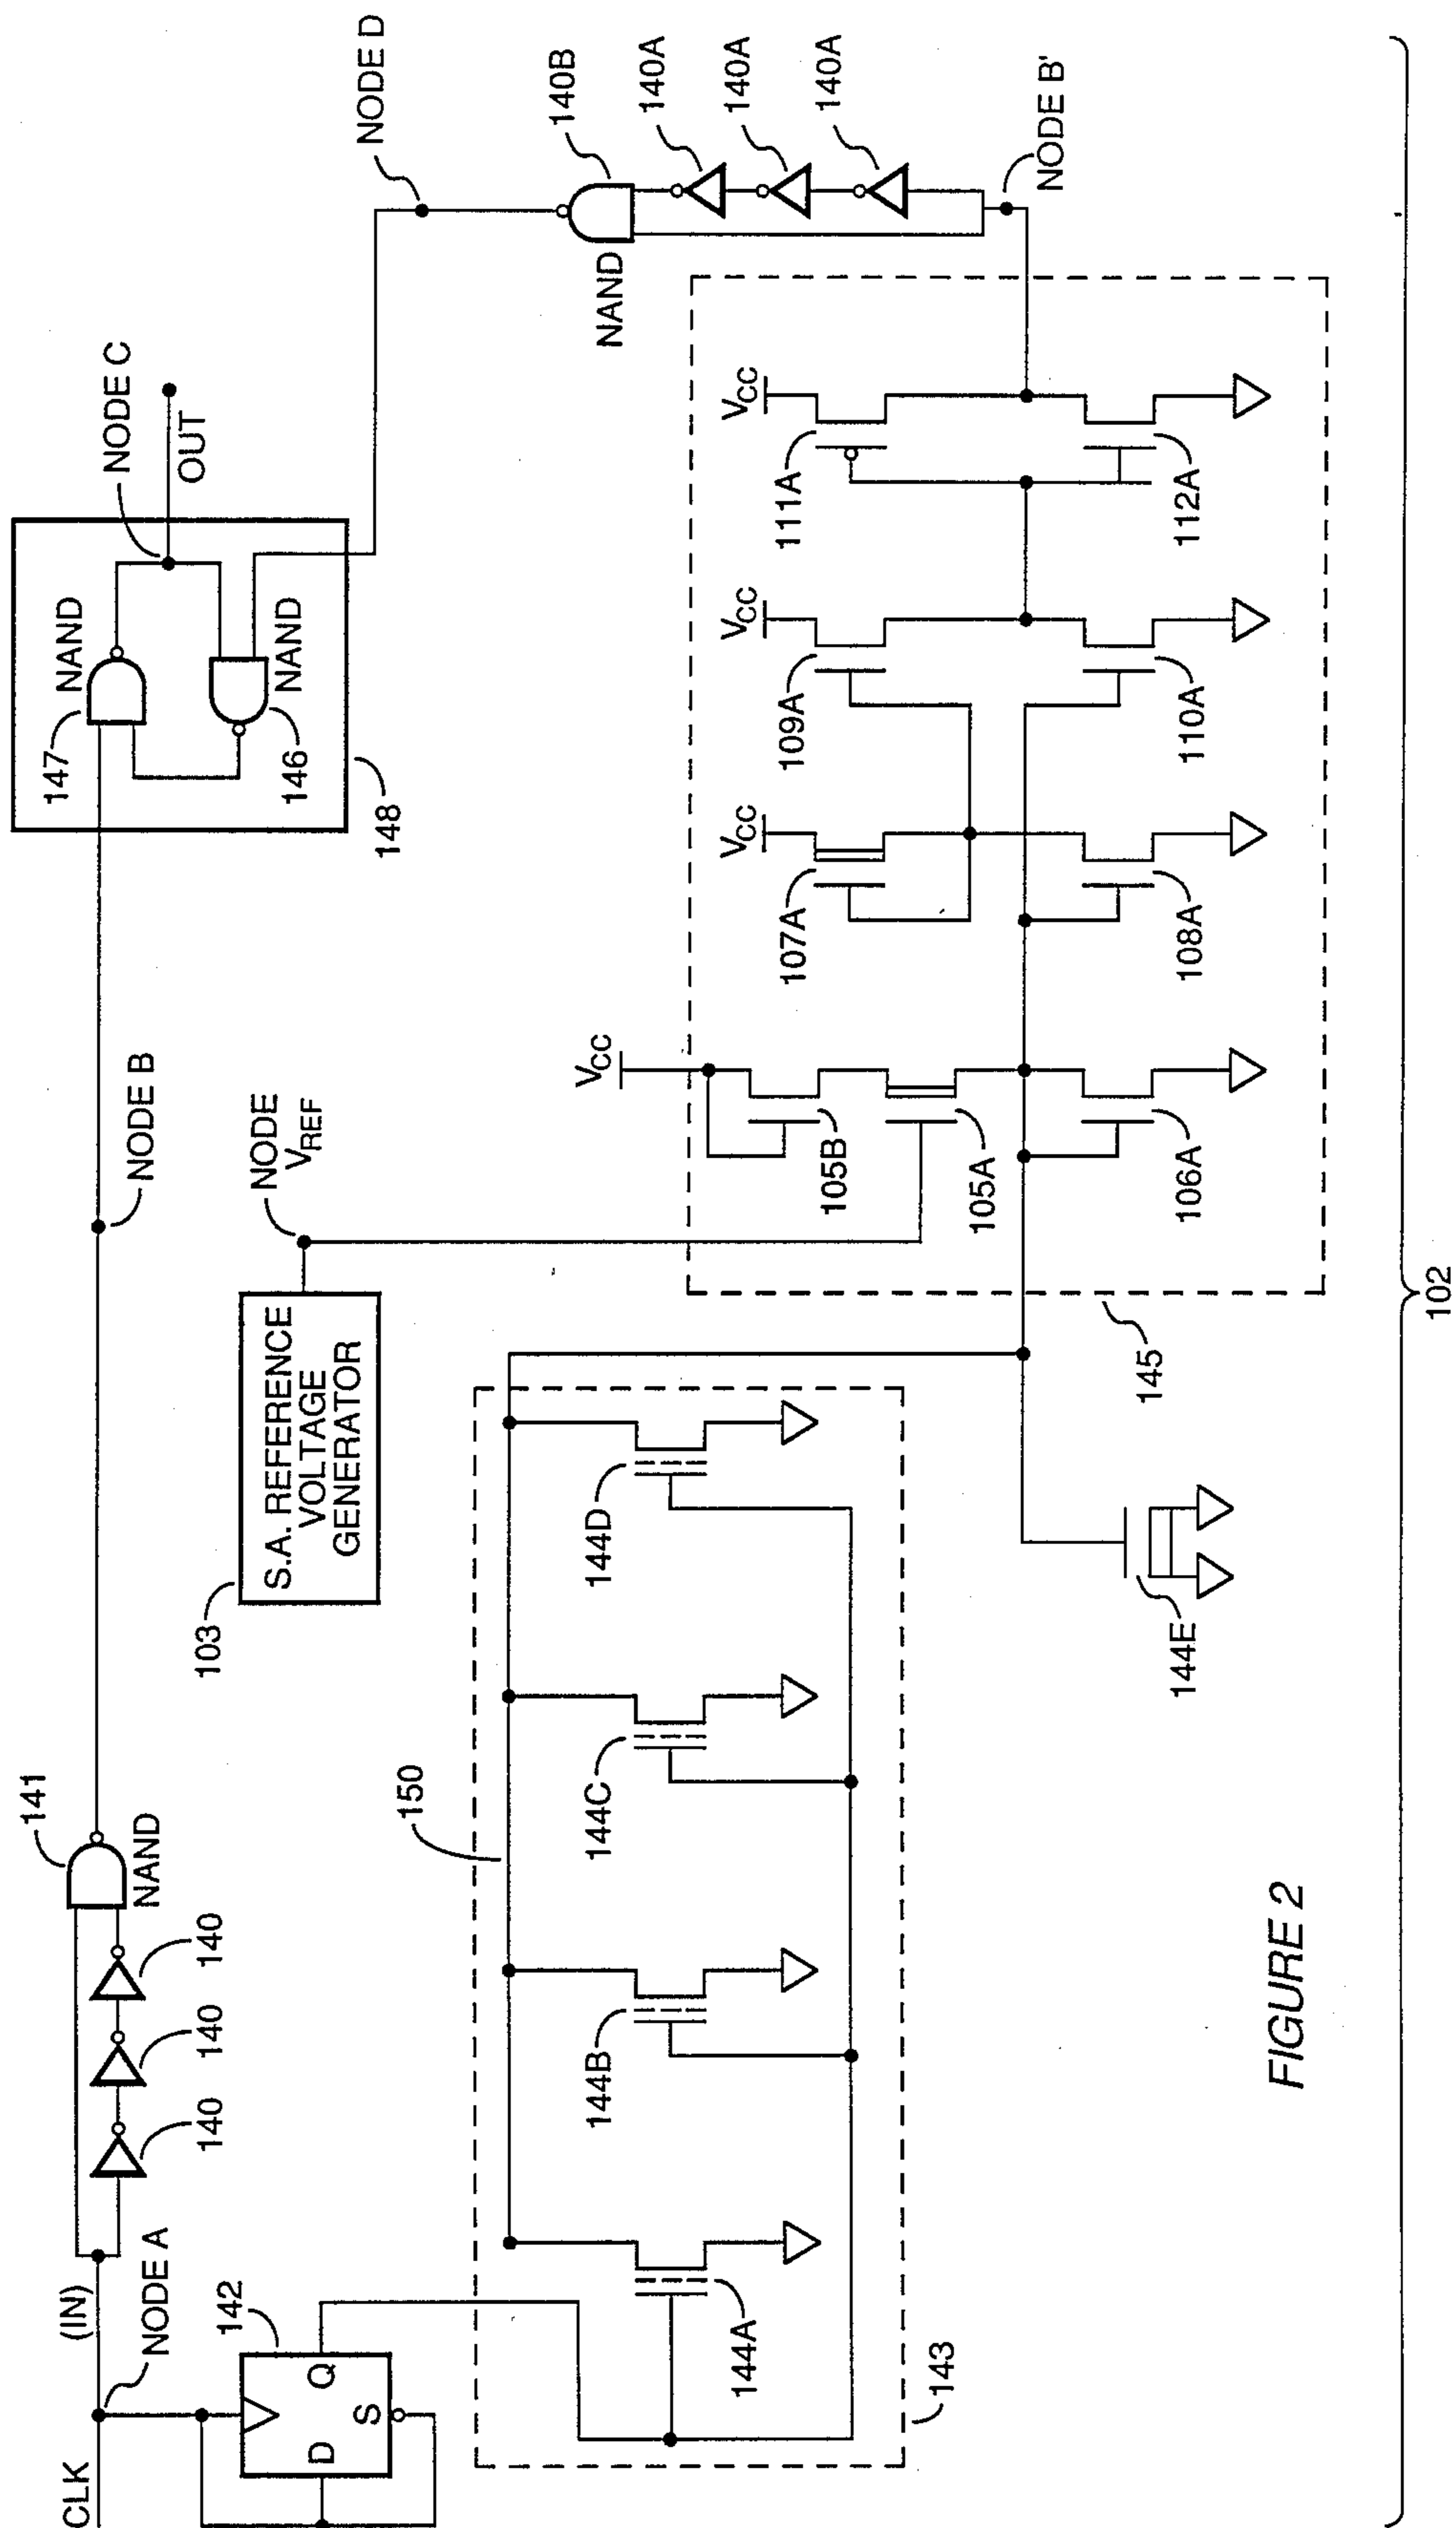 CLK
(IN)
NODE A
140
140
140
141
NAND
NODE B
147
NAND
146
NAND
148
NODE C
OUT
142
D
Q
S
103
S.A. REFERENCE
VOLTAGE
GENERATOR
NODE
VREF
NODE D
150
144A
144B
144C
144D
143
144E
VCC
105B
105A
106A
VCC
107A
108A
VCC
109A
110A
VCC
111A
112A
145
NAND
140B
140A
140A
140A
NODE B'
FIGURE 2
102